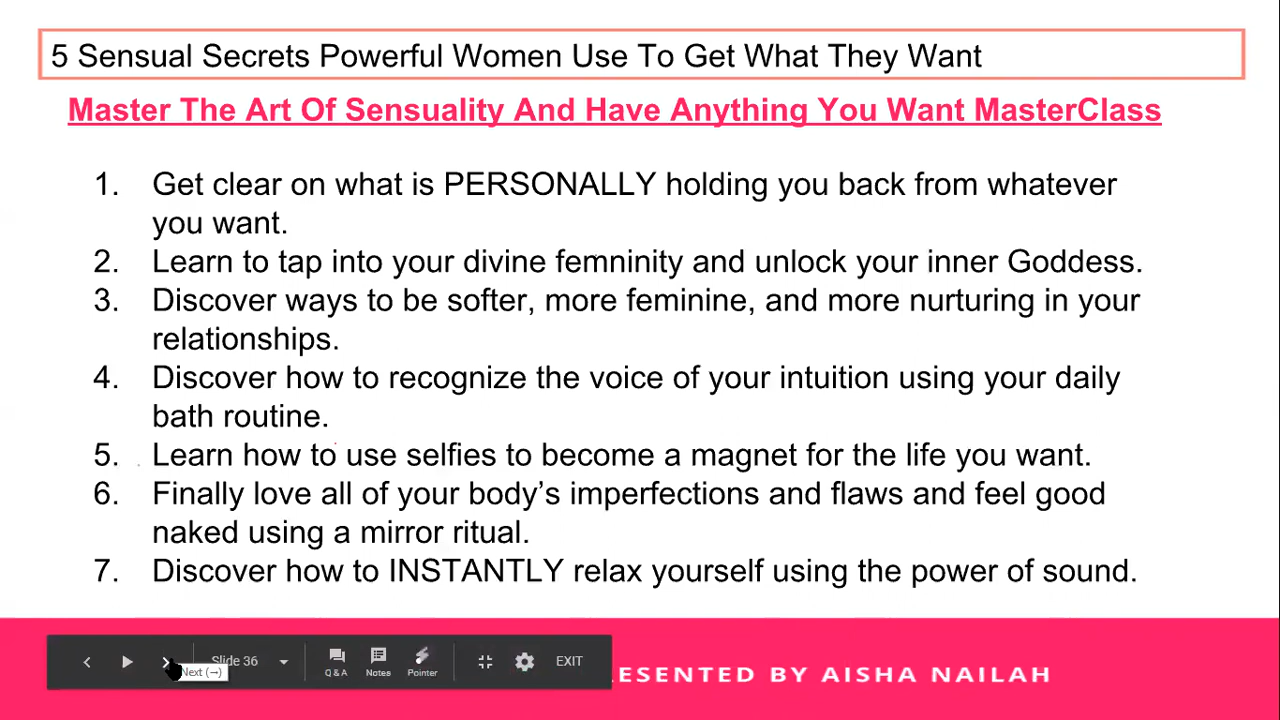 5 Sensual Secrets Powerful Women Use To Get What They Want
Master The Art Of Sensuality And Have Anything You Want MasterClass
1. Get clear on what is PERSONALLY holding you back from whatever
you want.
2. Learn to tap into your divine femninity and unlock your inner Goddess.
3. Discover ways to be softer, more feminine, and more nurturing in your
relationships.
4. Discover how to recognize the voice of your intuition using your daily
bath routine.
5. Learn how to use selfies to become a magnet for the life you want.
6. Finally love all of your body’s imperfections and flaws and feel good
naked using a mirror ritual.
7. Discover how to INSTANTLY relax yourself using the power of sound.
Slide 36
Q&A Notes Pointer
EXIT
Next (→)
ESENTED BY AISHA NAILAH